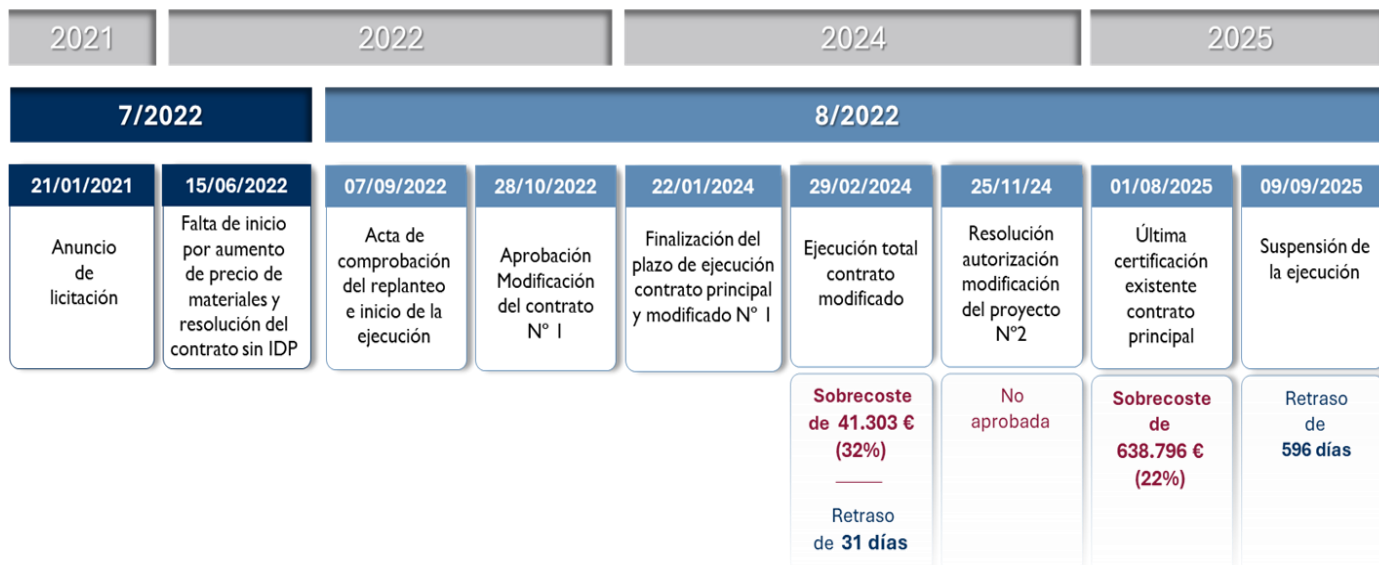 2021
2022
2024
2025
7/2022
8/2022
21/01/2021
Anuncio
de
licitación
15/06/2022
Falta de inicio
por aumento
de precio de
materiales y
resolución del
contrato sin IDP
07/09/2022
Acta de
comprobación
del replanteo
e inicio de la
ejecución
28/10/2022
Aprobación
Modificación
del contrato
Nº 1
22/01/2024
Finalización del
plazo de ejecución
contrato principal
y modificado Nº 1
29/02/2024
Ejecución total
contrato
modificado
Sobrecoste
de 41.303 €
(32%)
Retraso
de 31 días
25/11/24
Resolución
autorización
modificación
del proyecto
Nº2
No
aprobada
01/08/2025
Última
certificación
existente
contrato
principal
Sobrecoste
de
638.796 €
(22%)
09/09/2025
Suspensión de
la ejecución
Retraso
de
596 días